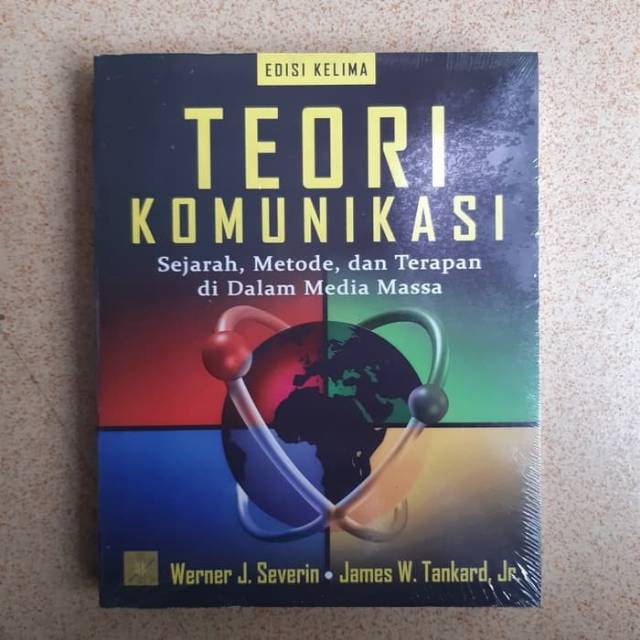 EDISI KELIMA
TEORI
KOMUNIKASI
Sejarah, Metode, dan Terapan
di Dalam Media Massa
Werner J. Severin • James W. Tankard, Jr